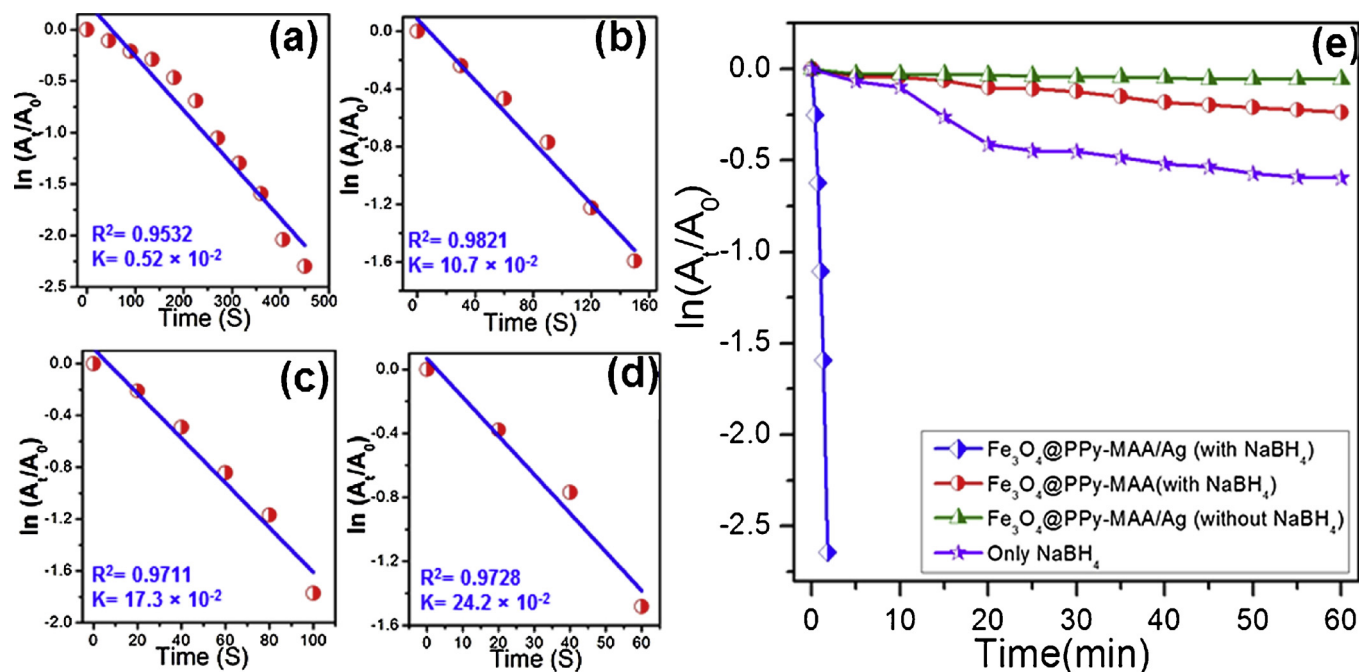 (a)
ln (Aₜ/A₀)
0.0
-0.5
-1.0
-1.5
-2.0
-2.5
R²= 0.9532
K= 0.52 × 10⁻²
0 100 200 300 400 500
Time (S)
(b)
ln (Aₜ/A₀)
0.0
-0.4
-0.8
-1.2
-1.6
R²= 0.9821
K= 10.7 × 10⁻²
0 40 80 120 160
Time (S)
(c)
ln (Aₜ/A₀)
0.0
-0.4
-0.8
-1.2
-1.6
-2.0
R²= 0.9711
K= 17.3 × 10⁻²
0 20 40 60 80 100
Time (S)
(d)
ln (Aₜ/A₀)
0.0
-0.4
-0.8
-1.2
-1.6
R²= 0.9728
K= 24.2 × 10⁻²
0 10 20 30 40 50 60
Time (S)
(e)
ln(Aₜ/A₀)
0.0
-0.5
-1.0
-1.5
-2.0
-2.5
Fe₃O₄@PPy-MAA/Ag (with NaBH₄)
Fe₃O₄@PPy-MAA(with NaBH₄)
Fe₃O₄@PPy-MAA/Ag (without NaBH₄)
Only NaBH₄
0 10 20 30 40 50 60
Time(min)